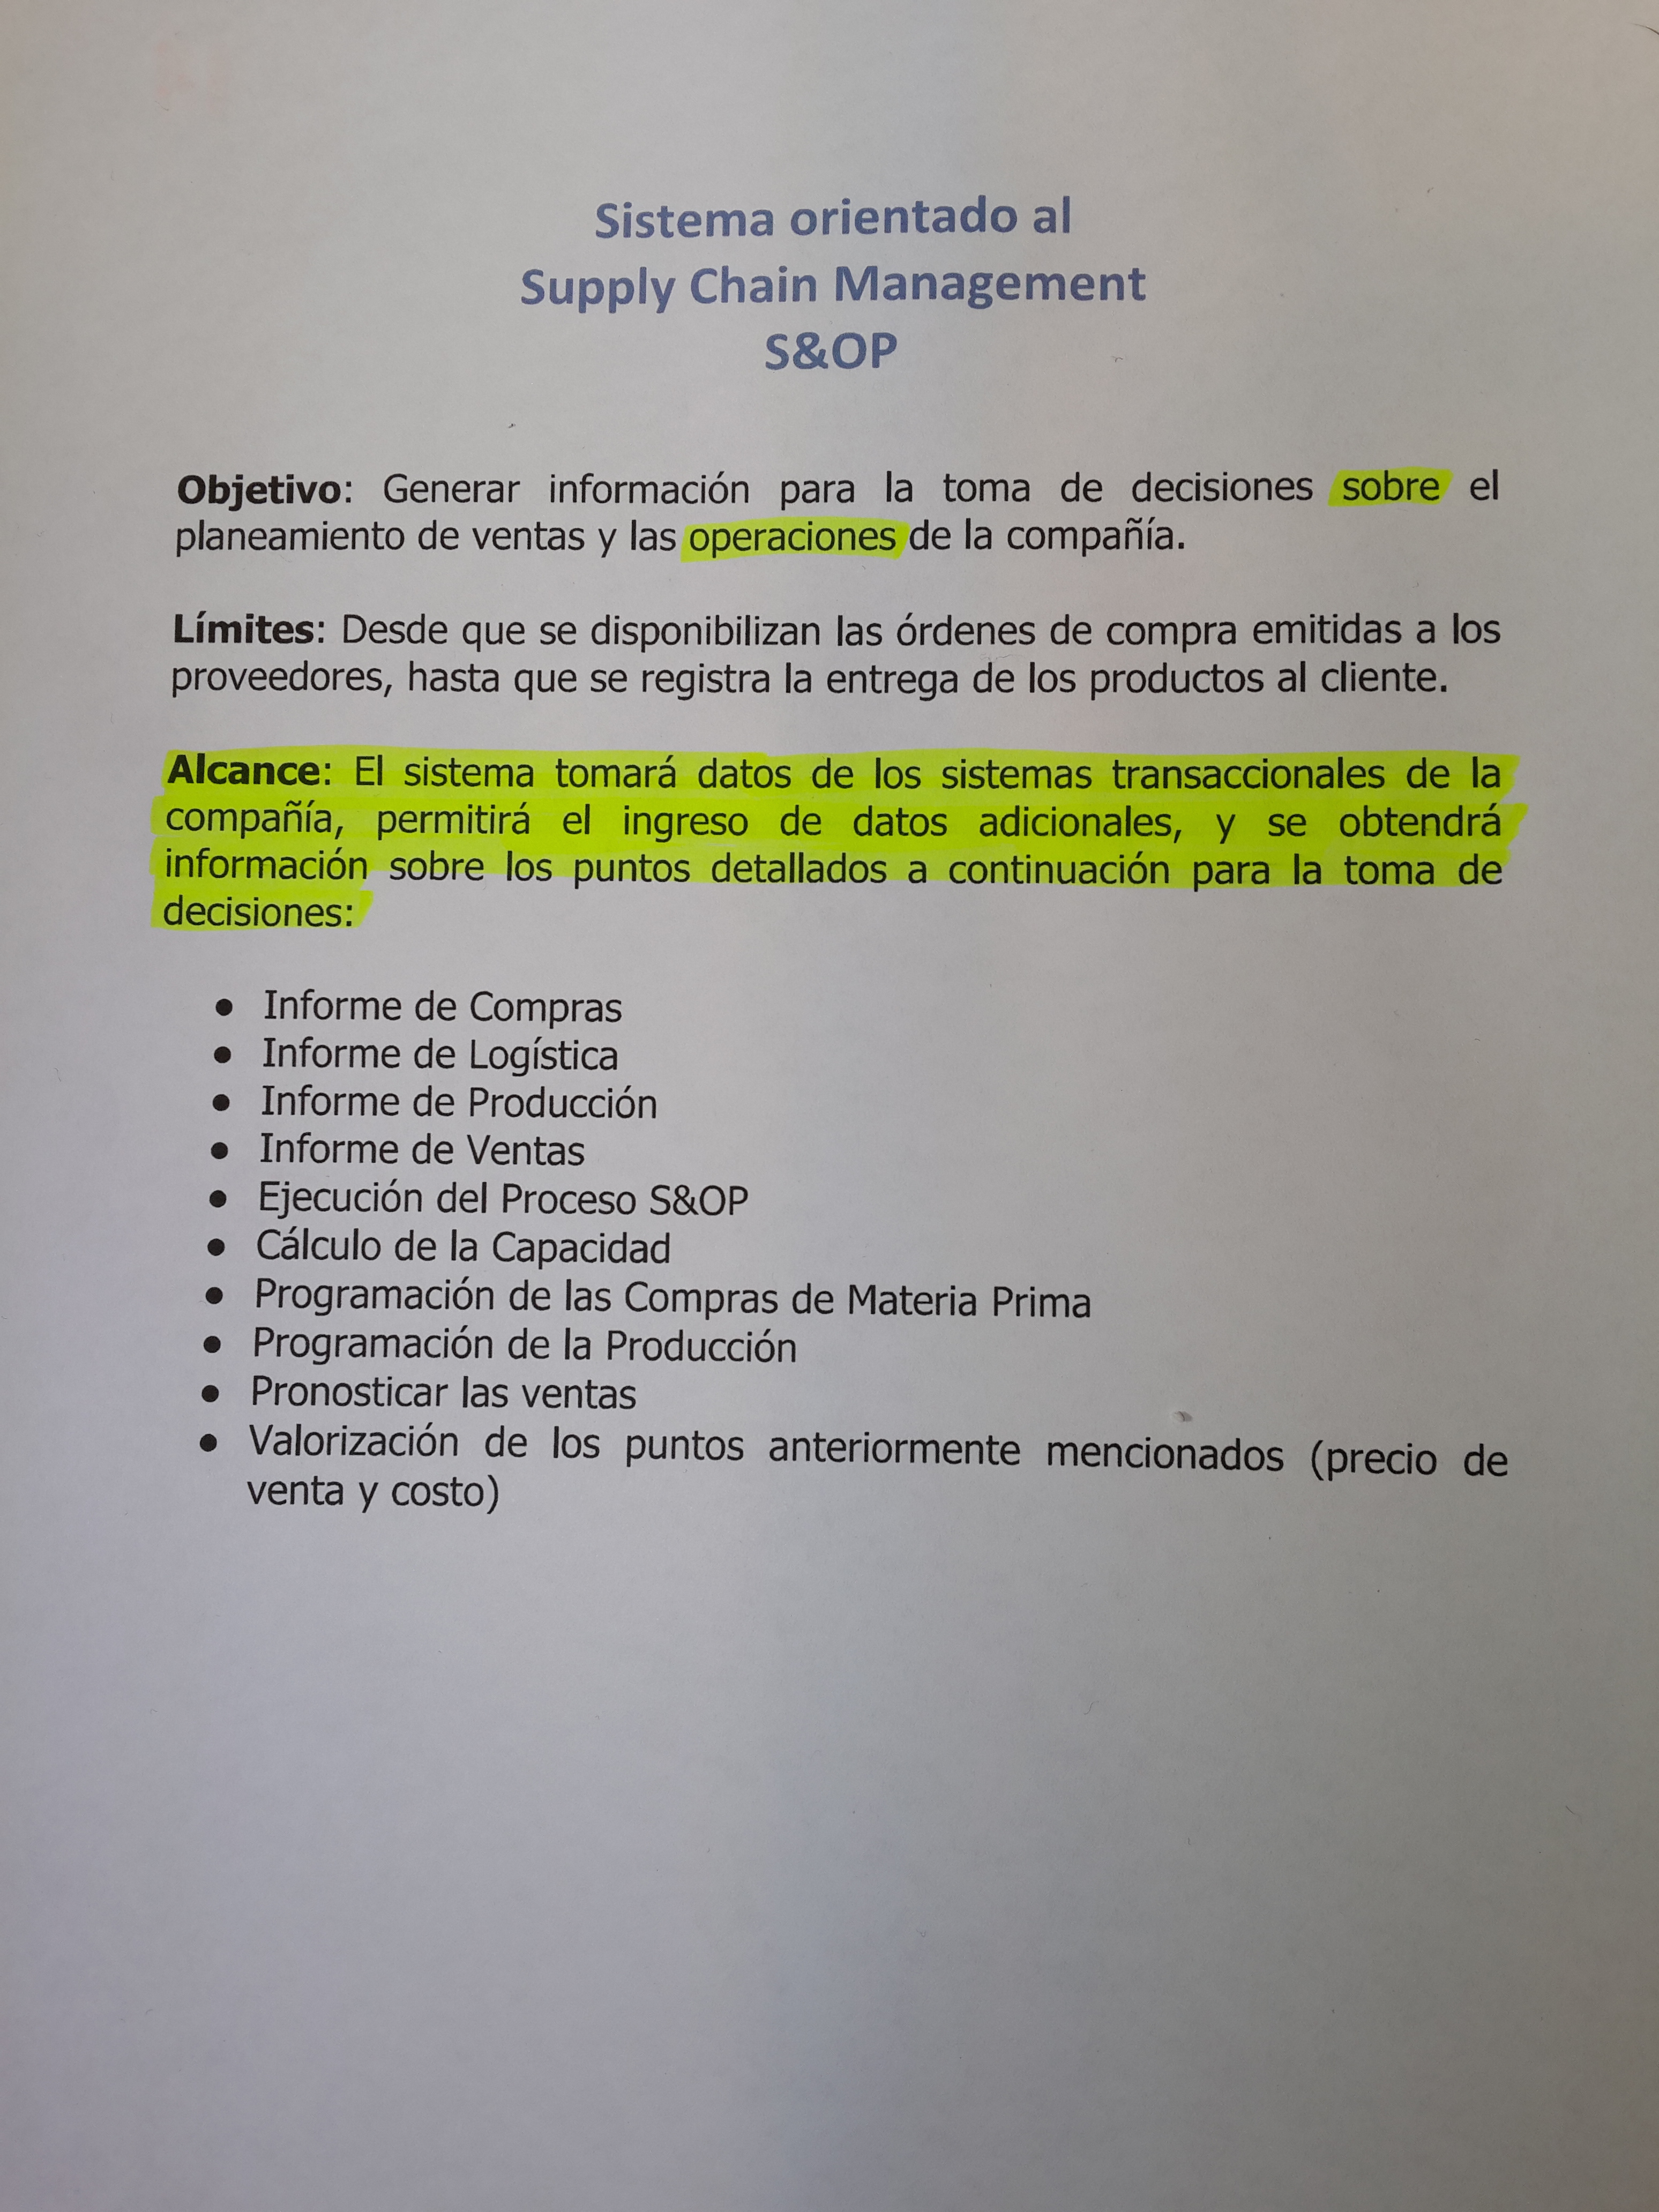 Sistema orientado al
Supply Chain Management
S&OP
Objetivo: Generar información para la toma de decisiones sobre el
planeamiento de ventas y las operaciones de la compañía.
Límites: Desde que se disponibilizan las órdenes de compra emitidas a los
proveedores, hasta que se registra la entrega de los productos al cliente.
Alcance: El sistema tomará datos de los sistemas transaccionales de la
compañía, permitirá el ingreso de datos adicionales, y se obtendrá
información sobre los puntos detallados a continuación para la toma de
decisiones:
• Informe de Compras
• Informe de Logística
• Informe de Producción
• Informe de Ventas
• Ejecución del Proceso S&OP
• Cálculo de la Capacidad
• Programación de las Compras de Materia Prima
• Programación de la Producción
• Pronosticar las ventas
• Valorización de los puntos anteriormente mencionados (precio de
venta y costo)